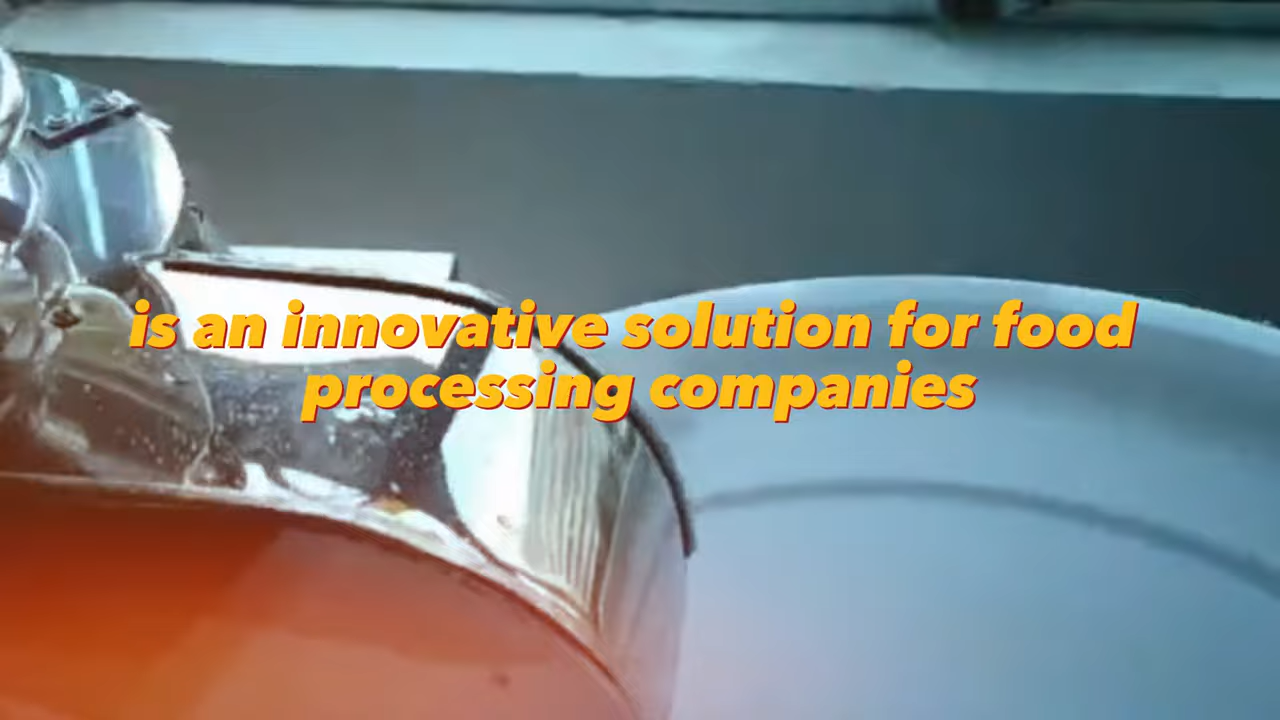 is an innovative solution for food
processing companies